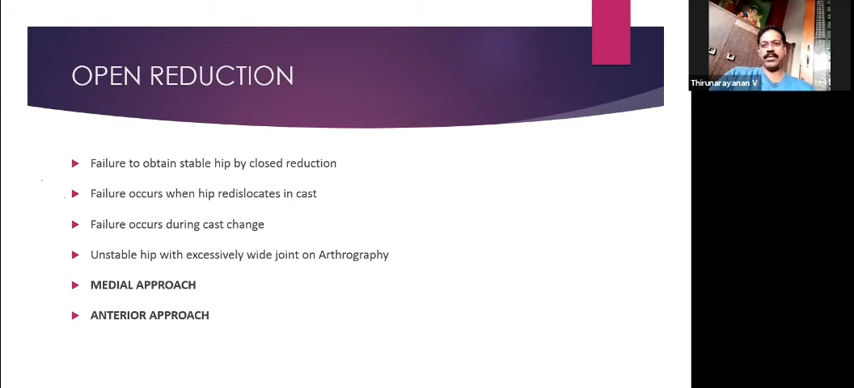 OPEN REDUCTION
Failure to obtain stable hip by closed reduction
Failure occurs when hip redislocates in cast
Failure occurs during cast change
Unstable hip with excessively wide joint on Arthrography
MEDIAL APPROACH
ANTERIOR APPROACH
Thirunarayanan V